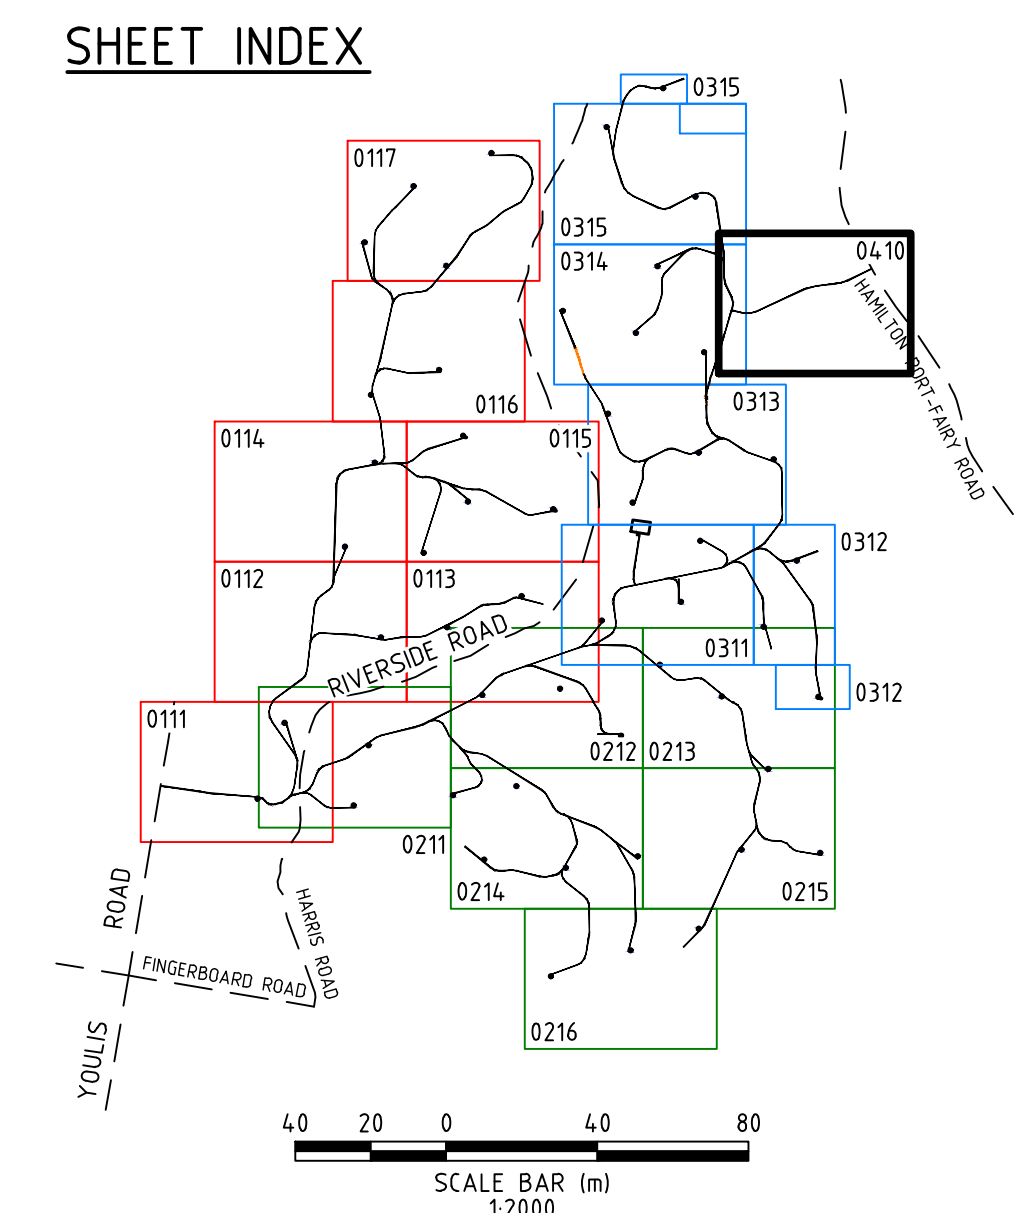 SHEET INDEX
0315
0117
0315
0410
0314
HAMILTON PORT-FAIRY ROAD
0116
0313
0114
0115
0312
0112
0113
RIVERSIDE ROAD
0311
0312
0111
0212
0213
0211
0214
0215
HARRIS ROAD
FINGERBOARD ROAD
YOULIS ROAD
0216
40 20 0 40 80
SCALE BAR (m)
1:2000